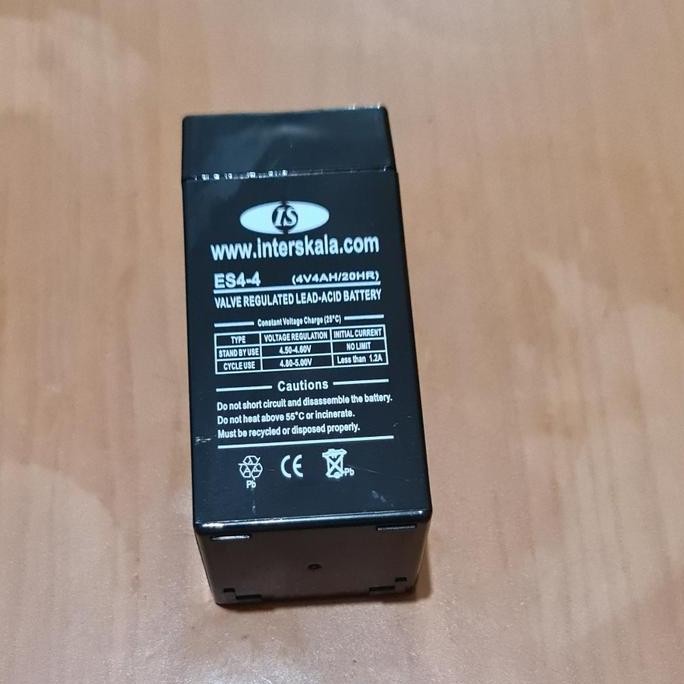 IS
www.interskala.com
ES4-4 (4V4AH/20HR)
VALVE REGULATED LEAD-ACID BATTERY
Constant Voltage Charge (25°C)
TYPE VOLTAGE REGULATION INITIAL CURRENT
STAND BY USE 4.50-4.60V NO LIMIT
CYCLE USE 4.80-5.00V Less than 1.2A
Cautions
Do not short circuit and disassemble the battery.
Do not heat above 55°C or incinerate.
Must be recycled or disposed properly.
CE
Pb Pb